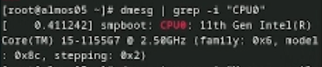 [root@almos05 ~]# dmesg | grep -i "CPU0"
[    0.411242] smpboot: CPU0: 11th Gen Intel(R)
Core(TM) i5-1155G7 @ 2.50GHz (family: 0x6, model
: 0x8c, stepping: 0x2)